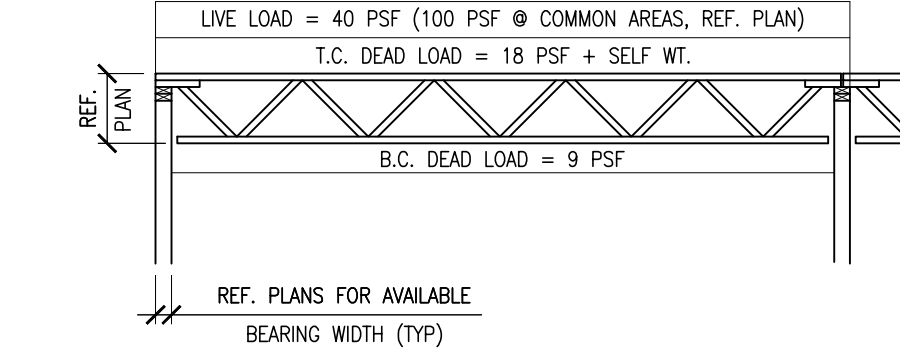 LIVE LOAD = 40 PSF (100 PSF @ COMMON AREAS, REF. PLAN)
T.C. DEAD LOAD = 18 PSF + SELF WT.
REF.
PLAN
B.C. DEAD LOAD = 9 PSF
REF. PLANS FOR AVAILABLE
BEARING WIDTH (TYP)